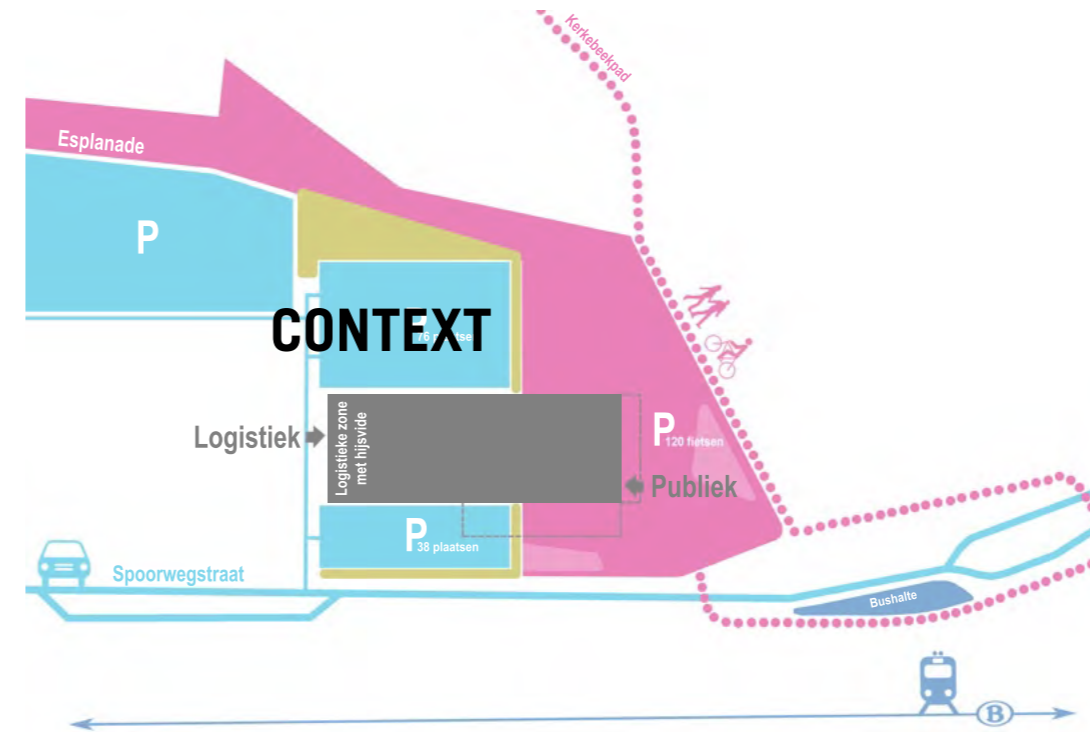 Kerkebeekpad
Esplanade
P
CONTEXT
Logistiek
Logistieke zone
met hijsvide
P
120 fietsen
Publiek
P
38 plaatsen
Spoorwegstraat
Bushalte
B